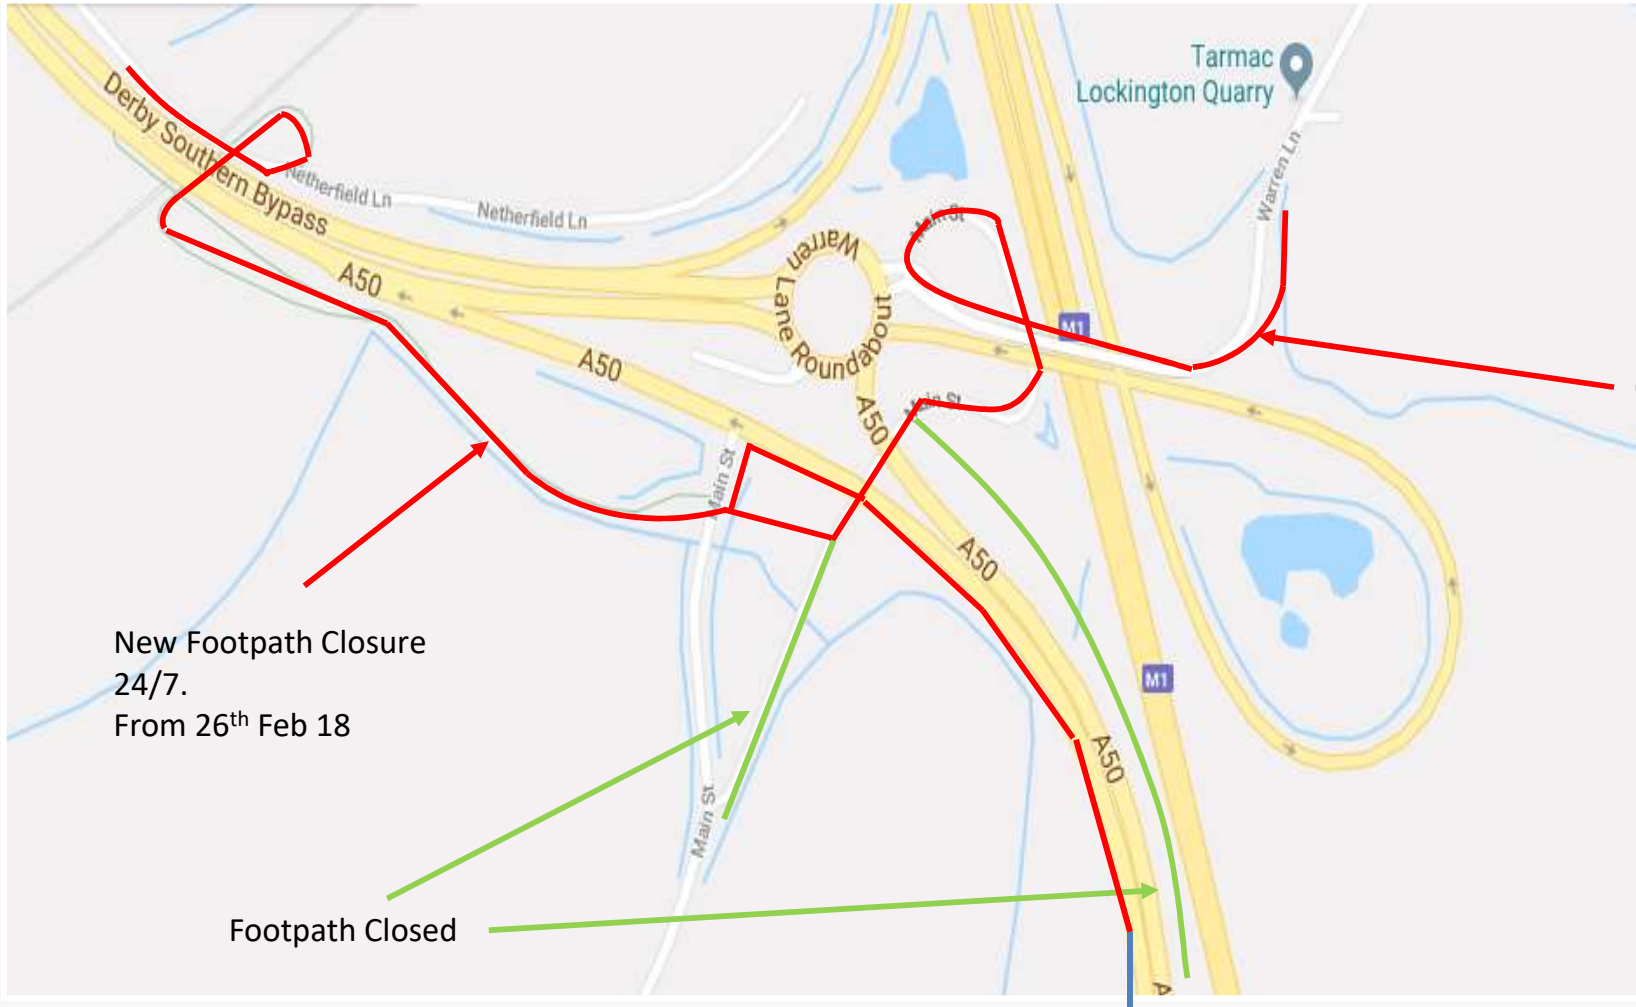 Tarmac
Lockington Quarry
Derby Southern Bypass
Netherfield Ln
Netherfield Ln
Warren Ln
Main St
Warren Lane Roundabout
A50
M1
A50
A50
Main St
Main St
A50
New Footpath Closure
24/7.
From 26th Feb 18
M1
A50
Main St
Footpath Closed
A